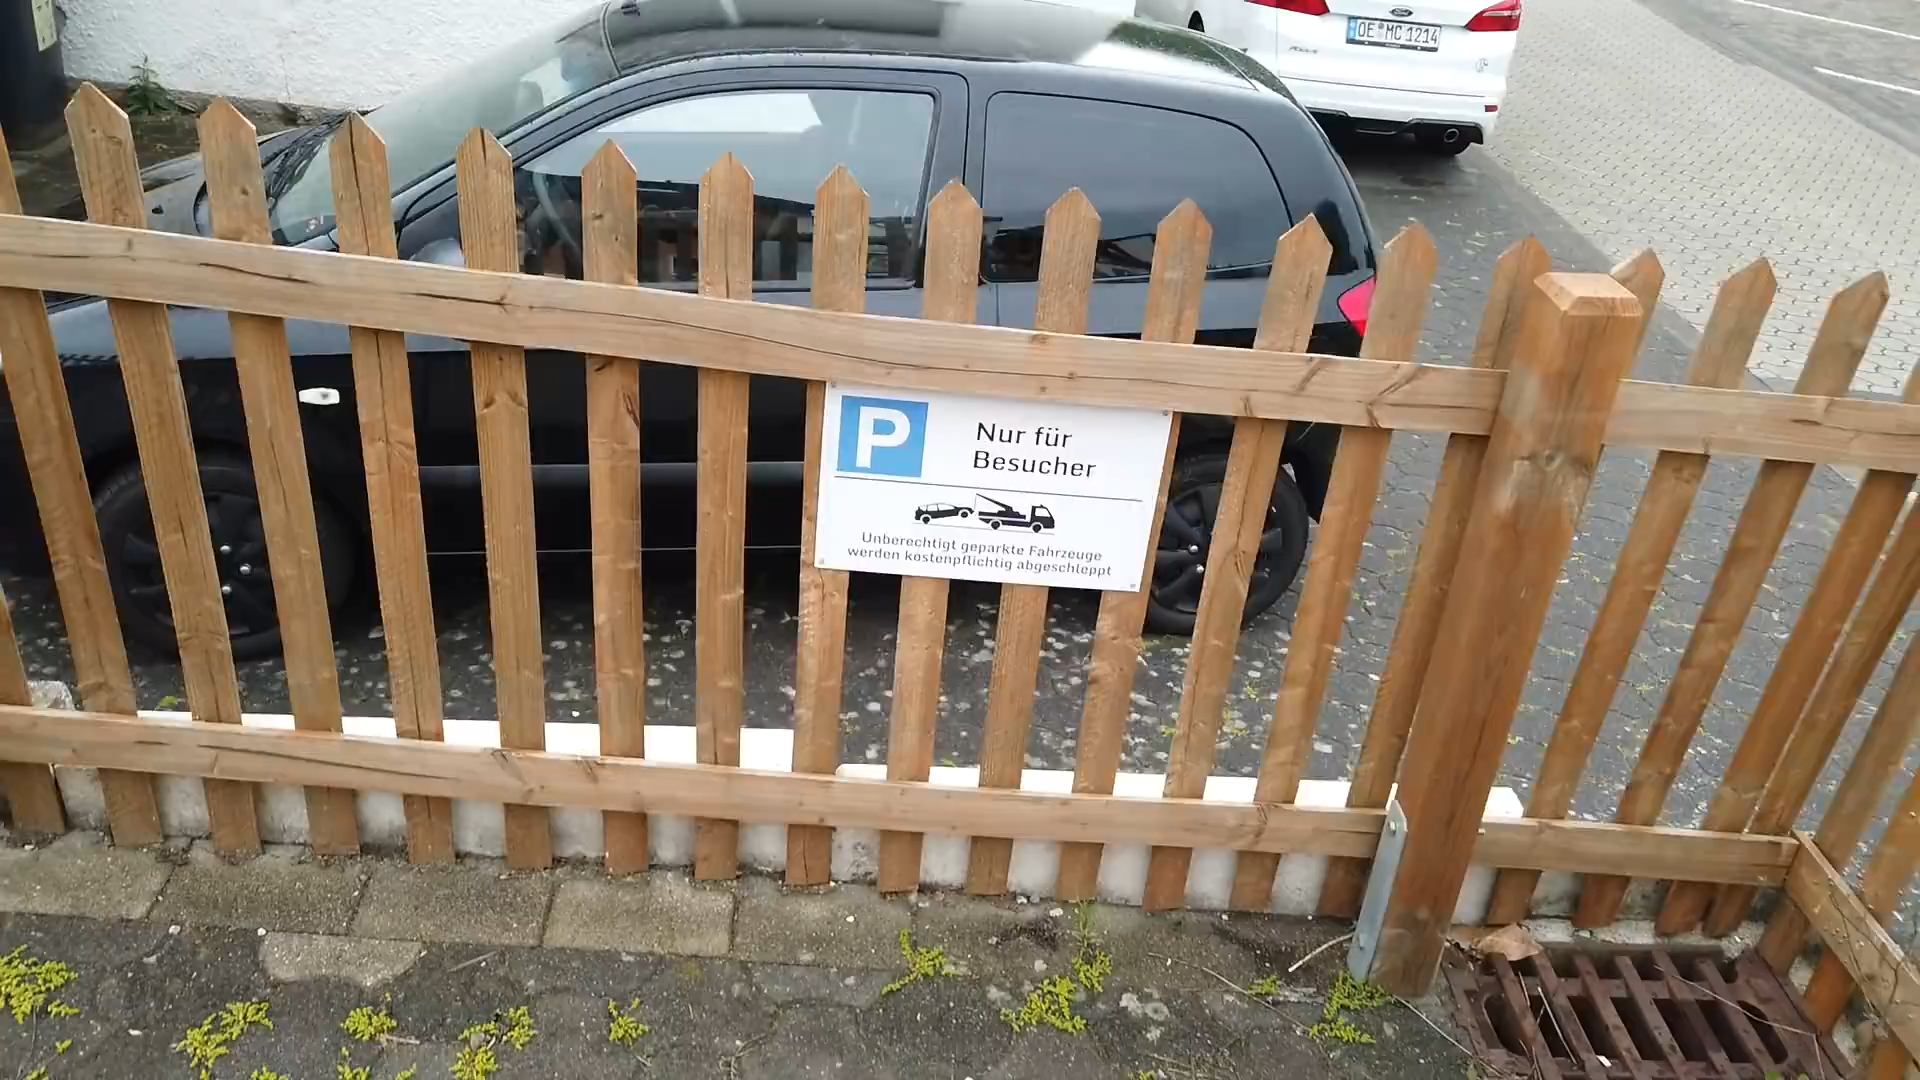 OE MC 1214
P
Nur für
Besucher
Unberechtigt geparkte Fahrzeuge
werden kostenpflichtig abgeschleppt